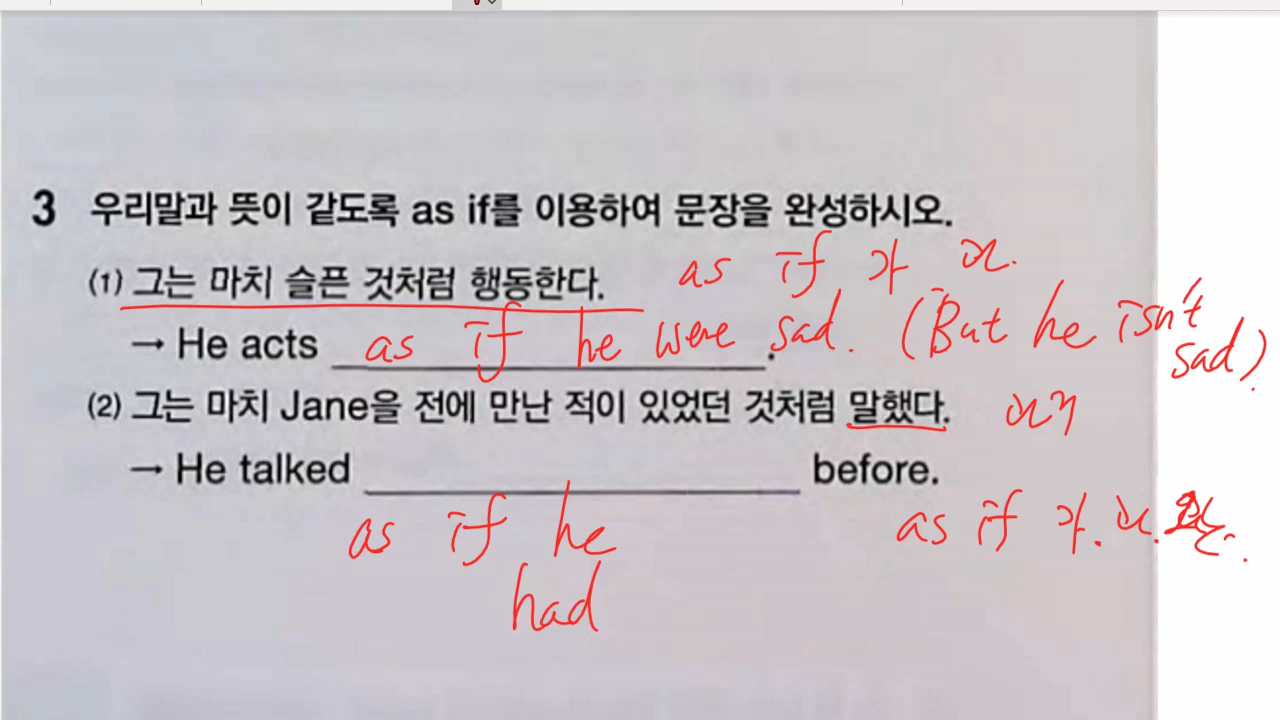 3 우리말과 뜻이 같도록 as if를 이용하여 문장을 완성하시오.
(1) 그는 마치 슬픈 것처럼 행동한다. as if 가 과.
→ He acts as if he were sad. (But he isn't sad).
(2) 그는 마치 Jane을 전에 만난 적이 있었던 것처럼 말했다.
→ He talked before.
as if he as if 가. 과. 완.
had